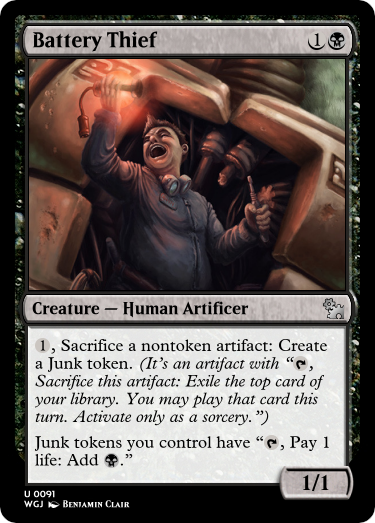 Battery Thief 1
Creature — Human Artificer
1, Sacrifice a nontoken artifact: Create
a Junk token. (It's an artifact with “,
Sacrifice this artifact: Exile the top card of
your library. You may play that card this
turn. Activate only as a sorcery.”)
Junk tokens you control have “, Pay 1
life: Add .”
1/1
U 0091
WGJ Benjamin Clair